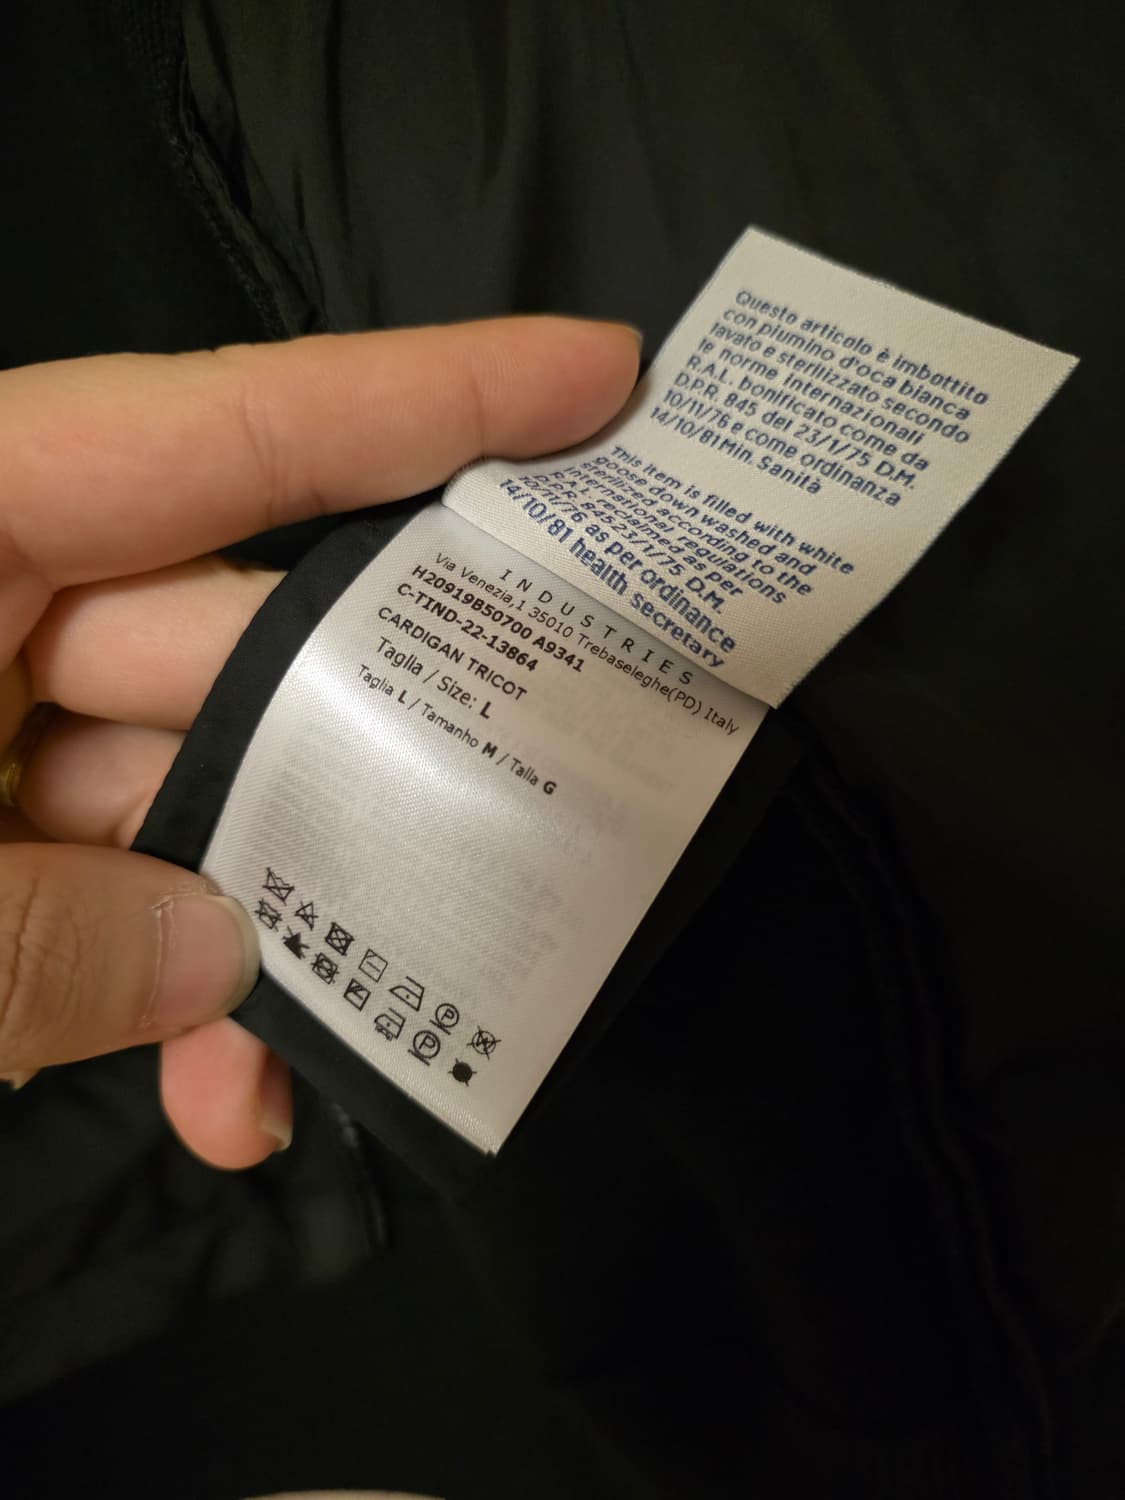 Questo articolo è imbottito
con piumino d'oca bianca
lavato e sterilizzato secondo
le norme internazionali
R.A.L. bonificato come da
D.P.R. 845 del 23/1/75 D.M.
10/11/76 e come ordinanza
14/10/81 Min. Sanità
This item is filled with white
goose down washed and
sterilized according to the
international regulations
R.A.L. reclaimed as per
D.P.R. 845 23/1/75 D.M.
10/11/76 as per ordinance
14/10/81 health secretary
INDUSTRIES
Via Venezia,1 35010 Trebaseleghe(PD) Italy
H20919B50700 A9341
C-TIND-22-13864
CARDIGAN TRICOT
Taglia / Size: L
Taglia L / Tamanho M / Talla G
P W
P